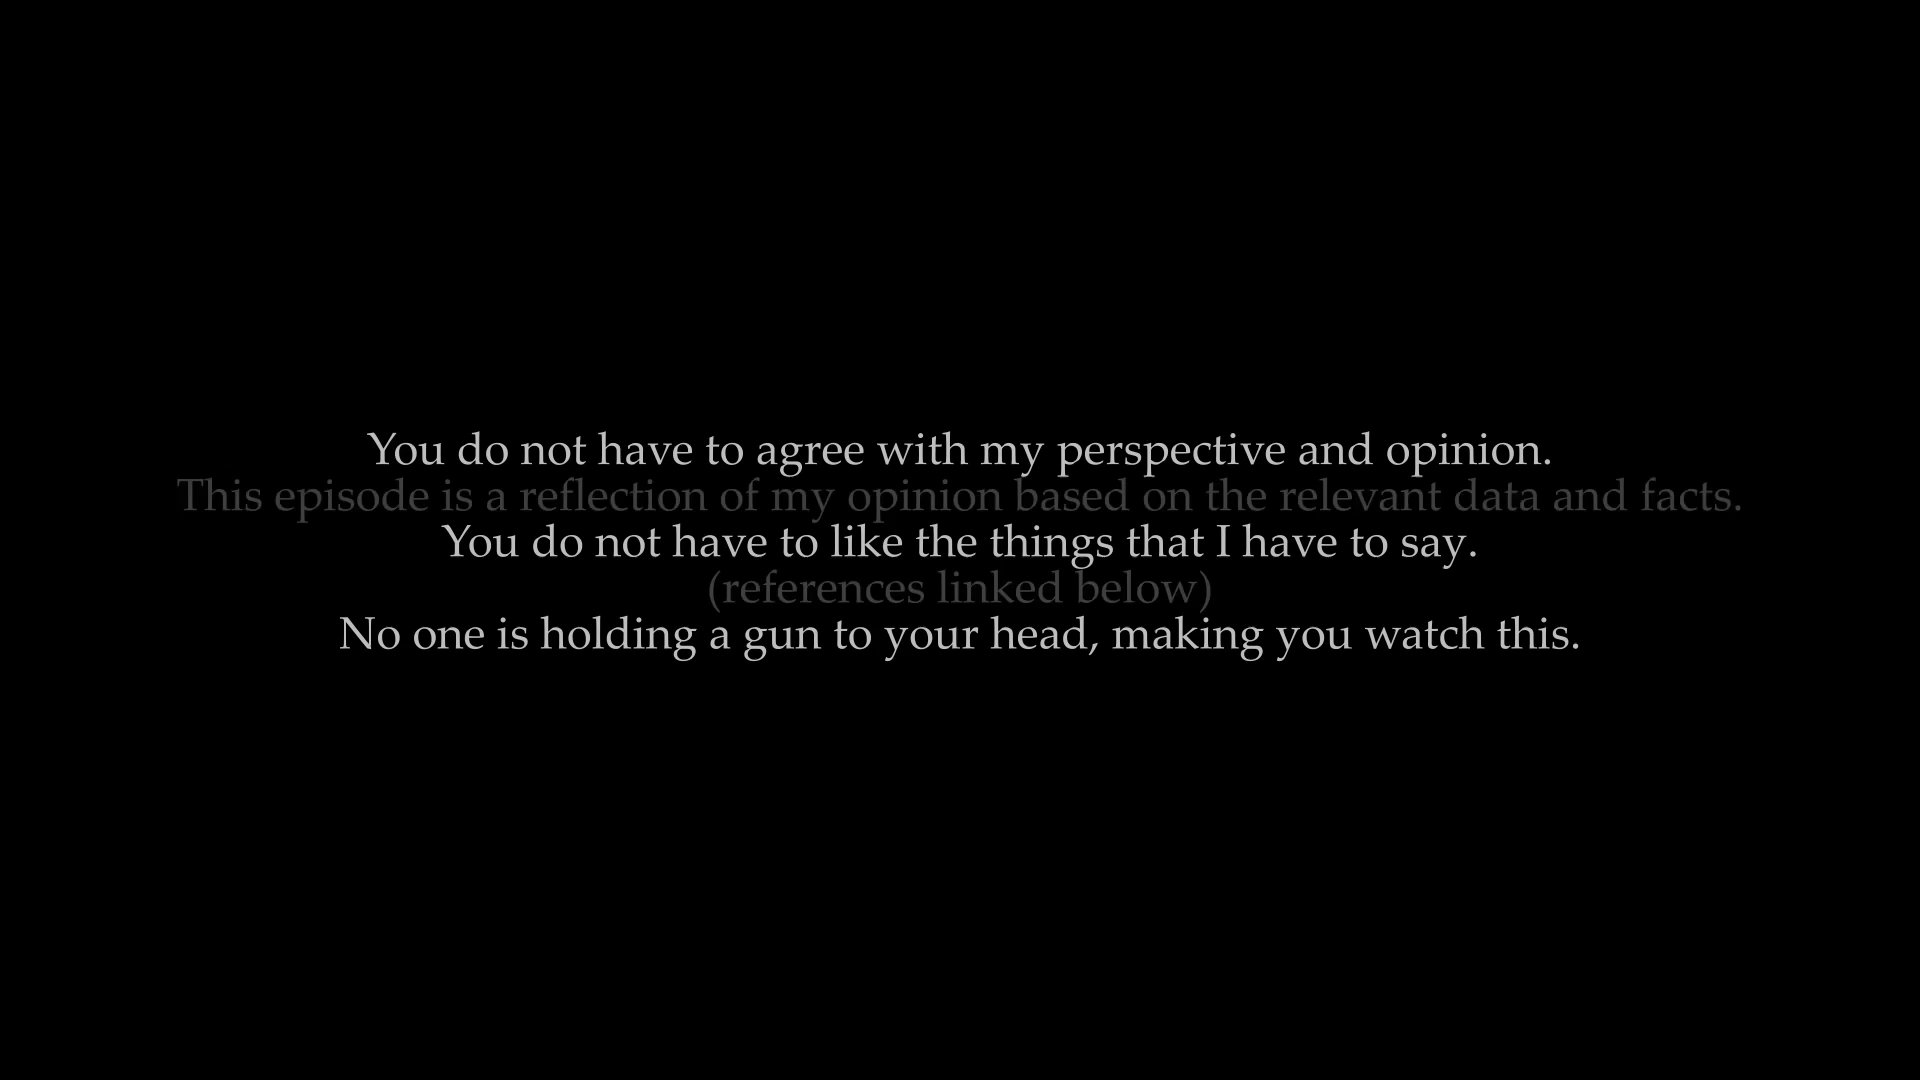 You do not have to agree with my perspective and opinion.
This episode is a reflection of my opinion based on the relevant data and facts.
You do not have to like the things that I have to say.
(references linked below)
No one is holding a gun to your head, making you watch this.